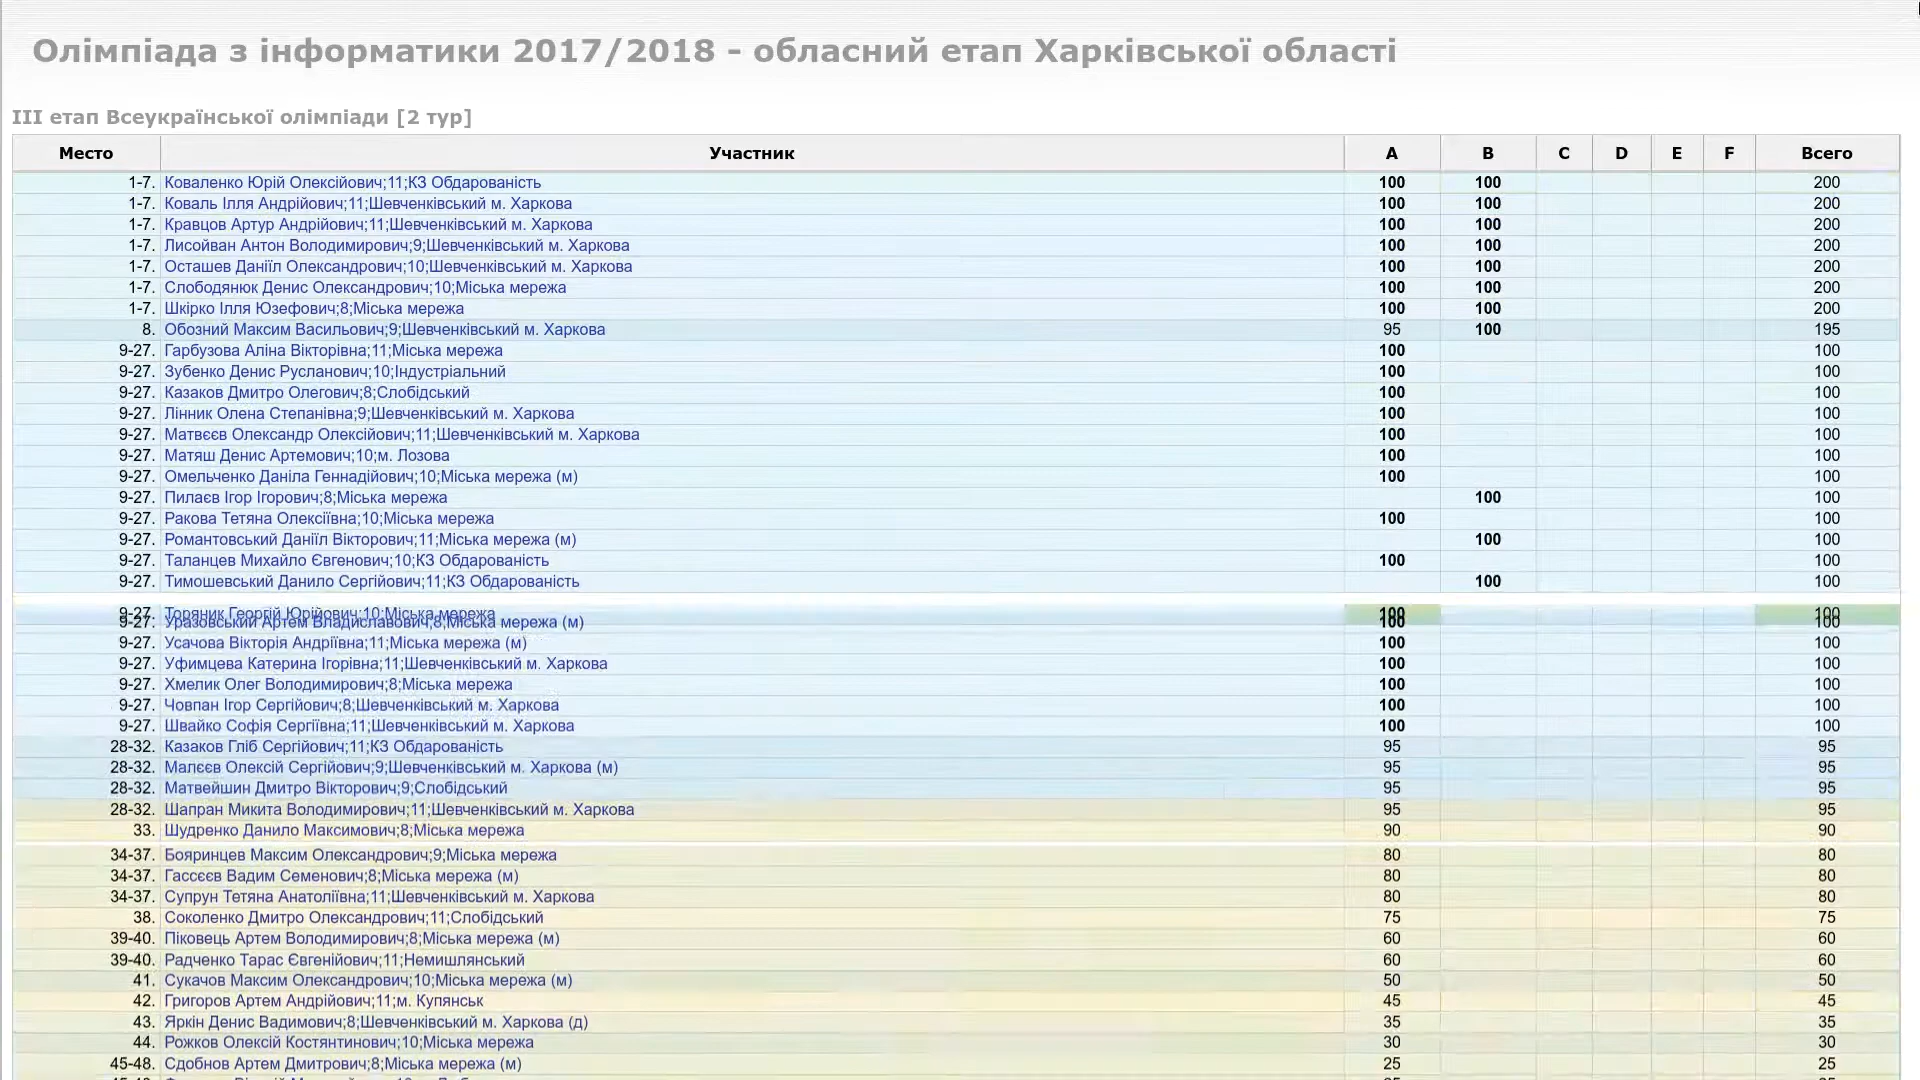 Олімпіада з інформатики 2017/2018 - обласний етап Харківської області
III етап Всеукраїнської олімпіади [2 тур]
Место Участник A B C D E F Всего
1-7. Коваленко Юрій Олексійович;11;КЗ Обдарованість 100 100 200
1-7. Коваль Ілля Андрійович;11;Шевченківський м. Харкова 100 100 200
1-7. Кравцов Артур Андрійович;11;Шевченківський м. Харкова 100 100 200
1-7. Лисойван Антон Володимирович;9;Шевченківський м. Харкова 100 100 200
1-7. Осташев Даніїл Олександрович;10;Шевченківський м. Харкова 100 100 200
1-7. Слободянюк Денис Олександрович;10;Міська мережа 100 100 200
1-7. Шкірко Ілля Юзефович;8;Міська мережа 100 100 200
8. Обозний Максим Васильович;9;Шевченківський м. Харкова 95 100 195
9-27. Гарбузова Аліна Вікторівна;11;Міська мережа 100 100
9-27. Зубенко Денис Русланович;10;Індустріальний 100 100
9-27. Казаков Дмитро Олегович;8;Слобідський 100 100
9-27. Лінник Олена Степанівна;9;Шевченківський м. Харкова 100 100
9-27. Матвєєв Олександр Олексійович;11;Шевченківський м. Харкова 100 100
9-27. Матяш Денис Артемович;10;м. Лозова 100 100
9-27. Омельченко Даніла Геннадійович;10;Міська мережа (м) 100 100
9-27. Пилаєв Ігор Ігорович;8;Міська мережа 100 100
9-27. Ракова Тетяна Олексіївна;10;Міська мережа 100 100
9-27. Романтовський Даніїл Вікторович;11;Міська мережа (м) 100 100
9-27. Таланцев Михайло Євгенович;10;КЗ Обдарованість 100 100
9-27. Тимошевський Данило Сергійович;11;КЗ Обдарованість 100 100
9-27. Торяник Георгій Юрійович;10;Міська мережа 100 100
9-27. Уразовський Артем Владиславович;8;Міська мережа (м) 100 100
9-27. Усачова Вікторія Андріївна;11;Міська мережа (м) 100 100
9-27. Уфимцева Катерина Ігорівна;11;Шевченківський м. Харкова 100 100
9-27. Хмелик Олег Володимирович;8;Міська мережа 100 100
9-27. Човпан Ігор Сергійович;8;Шевченківський м. Харкова 100 100
9-27. Швайко Софія Сергіївна;11;Шевченківський м. Харкова 100 100
28-32. Казаков Гліб Сергійович;11;КЗ Обдарованість 95 95
28-32. Малєєв Олексій Сергійович;9;Шевченківський м. Харкова (м) 95 95
28-32. Матвейшин Дмитро Вікторович;9;Слобідський 95 95
28-32. Шапран Микита Володимирович;11;Шевченківський м. Харкова 95 95
33. Шудренко Данило Максимович;8;Міська мережа 90 90
34-37. Бояринцев Максим Олександрович;9;Міська мережа 80 80
34-37. Гассєєв Вадим Семенович;8;Міська мережа (м) 80 80
34-37. Супрун Тетяна Анатоліївна;11;Шевченківський м. Харкова 80 80
38. Соколенко Дмитро Олександрович;11;Слобідський 75 75
39-40. Піковець Артем Володимирович;8;Міська мережа (м) 60 60
39-40. Радченко Тарас Євгенійович;11;Немишлянський 60 60
41. Сукачов Максим Олександрович;10;Міська мережа (м) 50 50
42. Григоров Артем Андрійович;11;м. Купянськ 45 45
43. Яркін Денис Вадимович;8;Шевченківський м. Харкова (д) 35 35
44. Рожков Олексій Костянтинович;10;Міська мережа 30 30
45-48. Сдобнов Артем Дмитрович;8;Міська мережа (м) 25 25